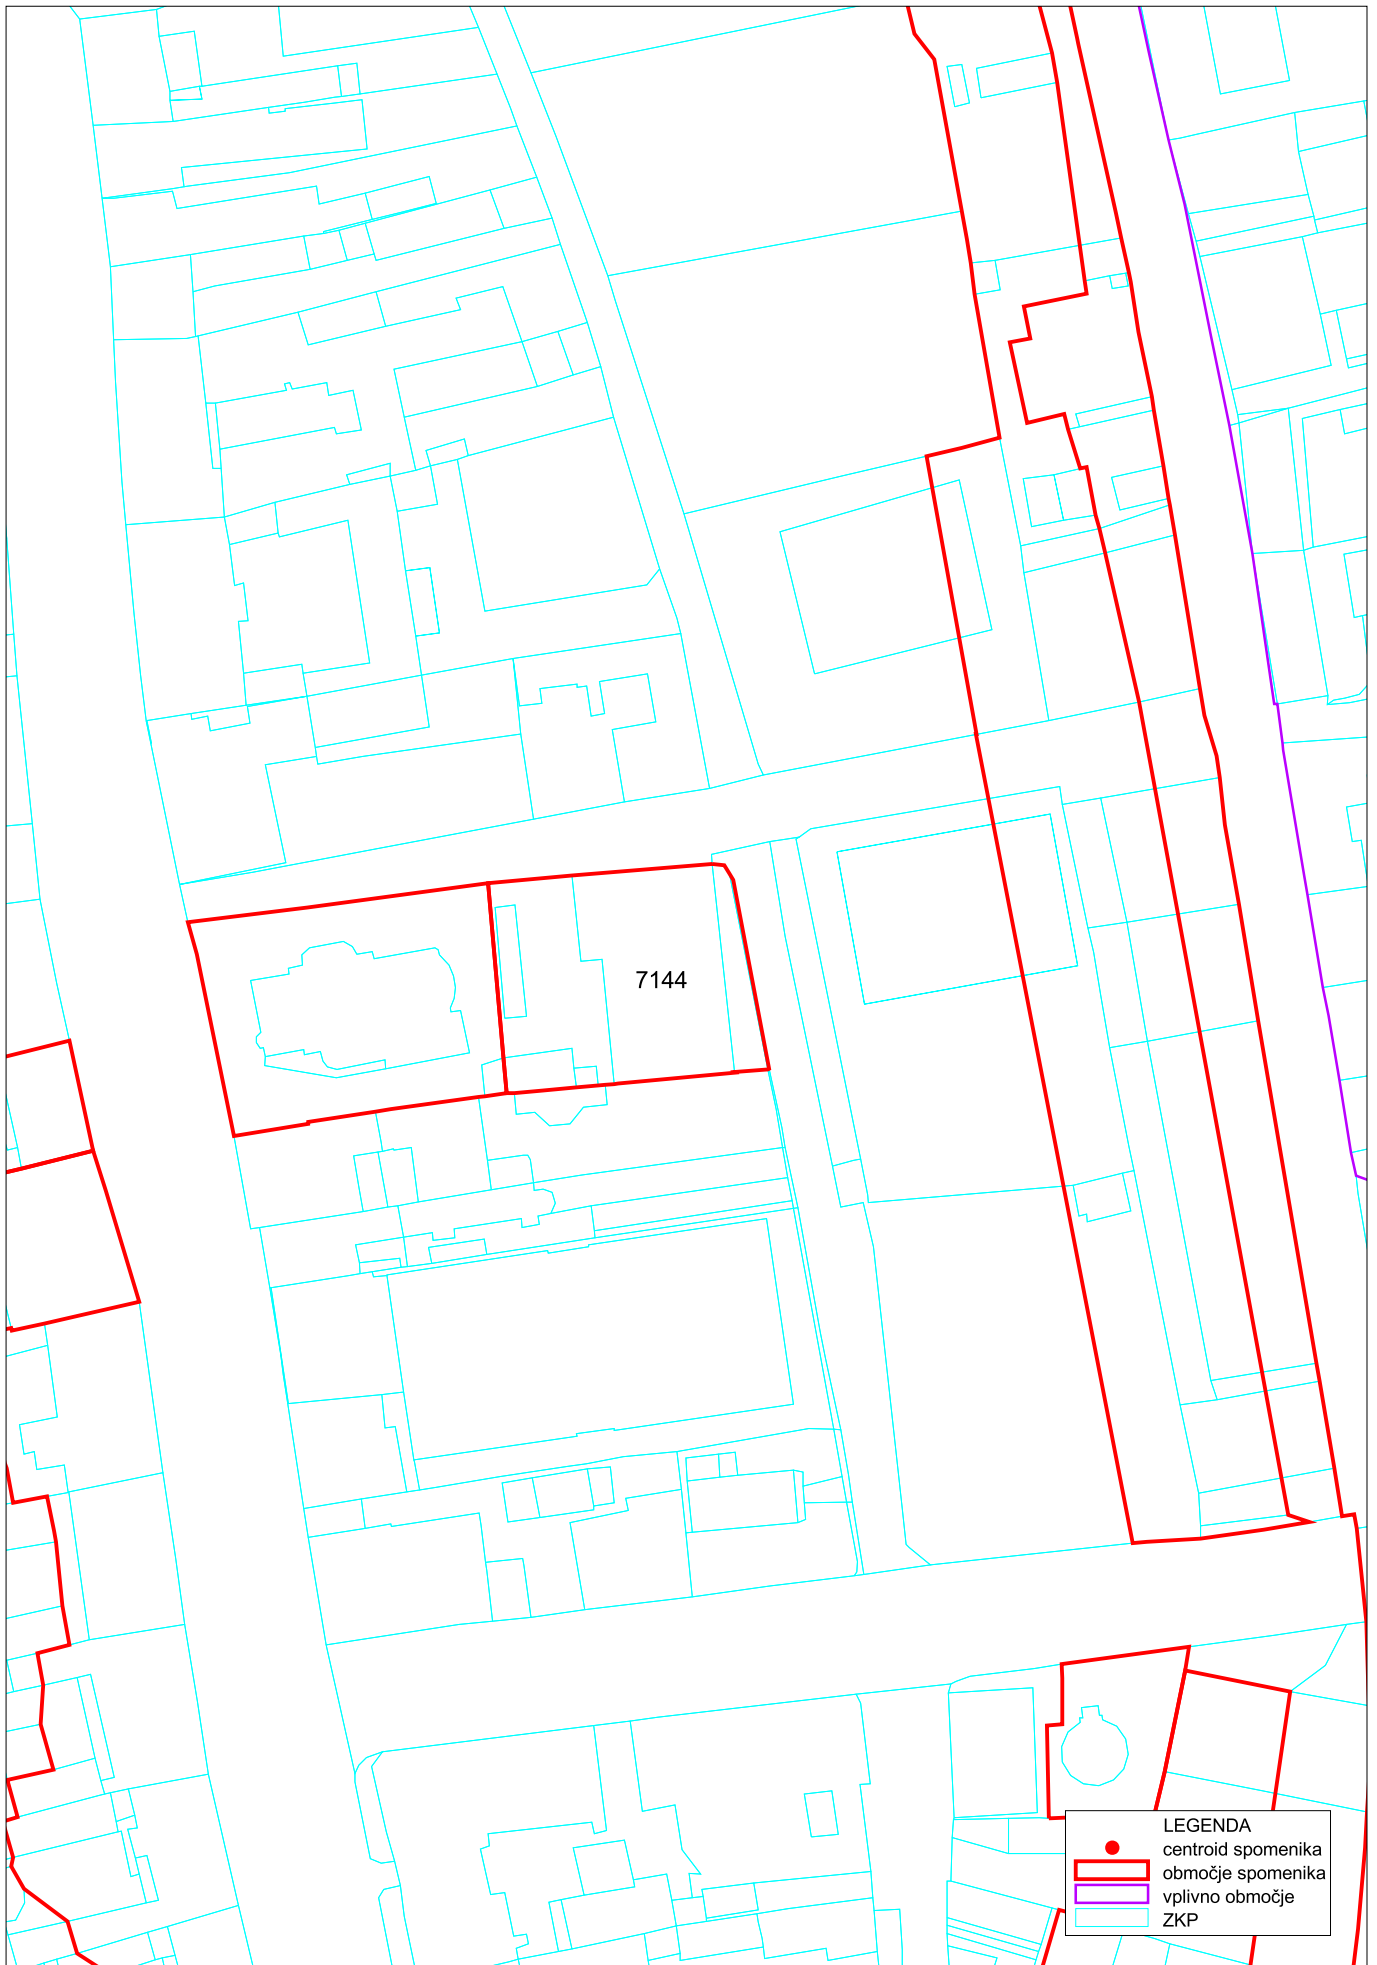 7144
LEGENDA
centroid spomenika
območje spomenika
vplivno območje
ZKP